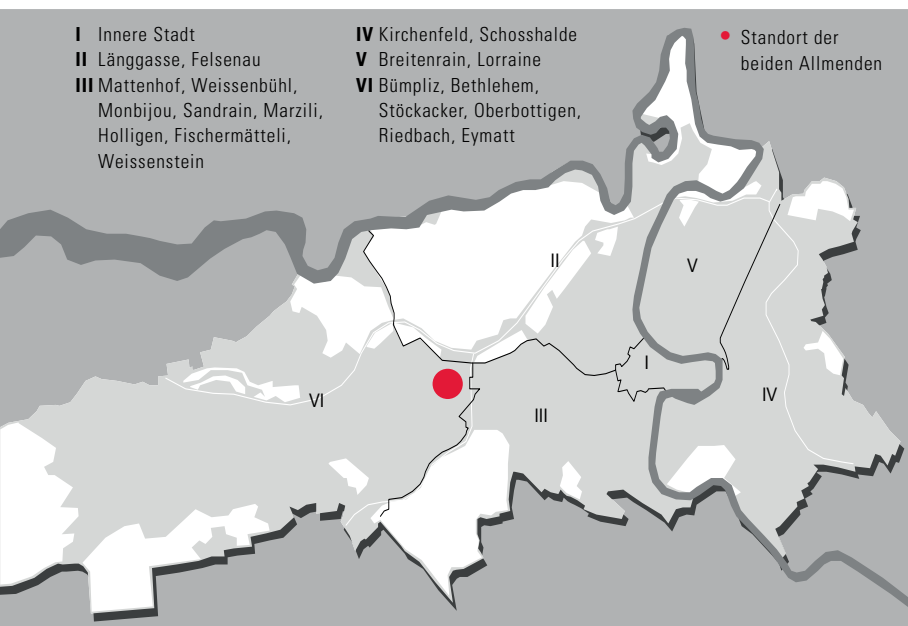 I Innere Stadt
II Länggasse, Felsenau
III Mattenhof, Weissenbühl,
Monbijou, Sandrain, Marzili,
Holligen, Fischermätteli,
Weissenstein
IV Kirchenfeld, Schosshalde
V Breitenrain, Lorraine
VI Bümpliz, Bethlehem,
Stöckacker, Oberbottigen,
Riedbach, Eymatt
Standort der
beiden Allmenden
II
V
I
VI
III
IV